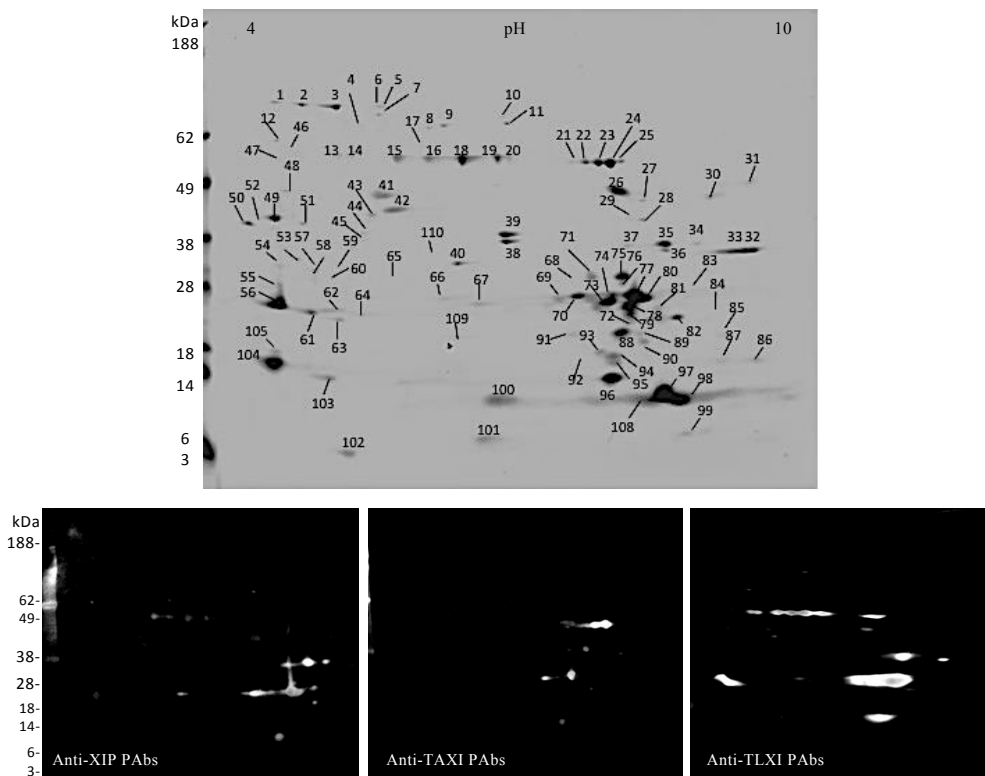 kDa 4 pH 10
188
6 5
4 7
1 2 3 10
12 46 17 8 9 11
62 21 22 23 24 25
47 13 14 15 16 18 19 20
48 27 30 31
49 50 52 49 51 43 41 26
44 42 29 28
45 39
38 54 53 57 58 59 110 38 71 37 35 34 33 32
65 40 68 74 75 76 36 83
28 55 60 66 67 69 73 77 80 84
56 62 64 81
61 109 70 72 78 85
105 63 91 93 79 82
18 104 88 89 87 86
90
14 92 94
95 97 98
103 100 96
108 99
6 101
102
3
kDa
188-
62-
49-
38-
28-
18-
14-
6-
3-
Anti-XIP PAbs Anti-TAXI PAbs Anti-TLXI PAbs